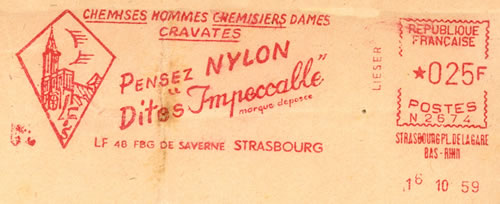 CHEMISES HOMMES CHEMISIERS DAMES
CRAVATES
PENSEZ NYLON
Dites "Impeccable"
marque déposée
LF 48 FBG DE SAVERNE STRASBOURG
LIESER
REPUBLIQUE
FRANÇAISE
*025F
POSTES
N 2674
STRASBOURG PL. DE LA GARE
BAS-RHIN
16 10 59